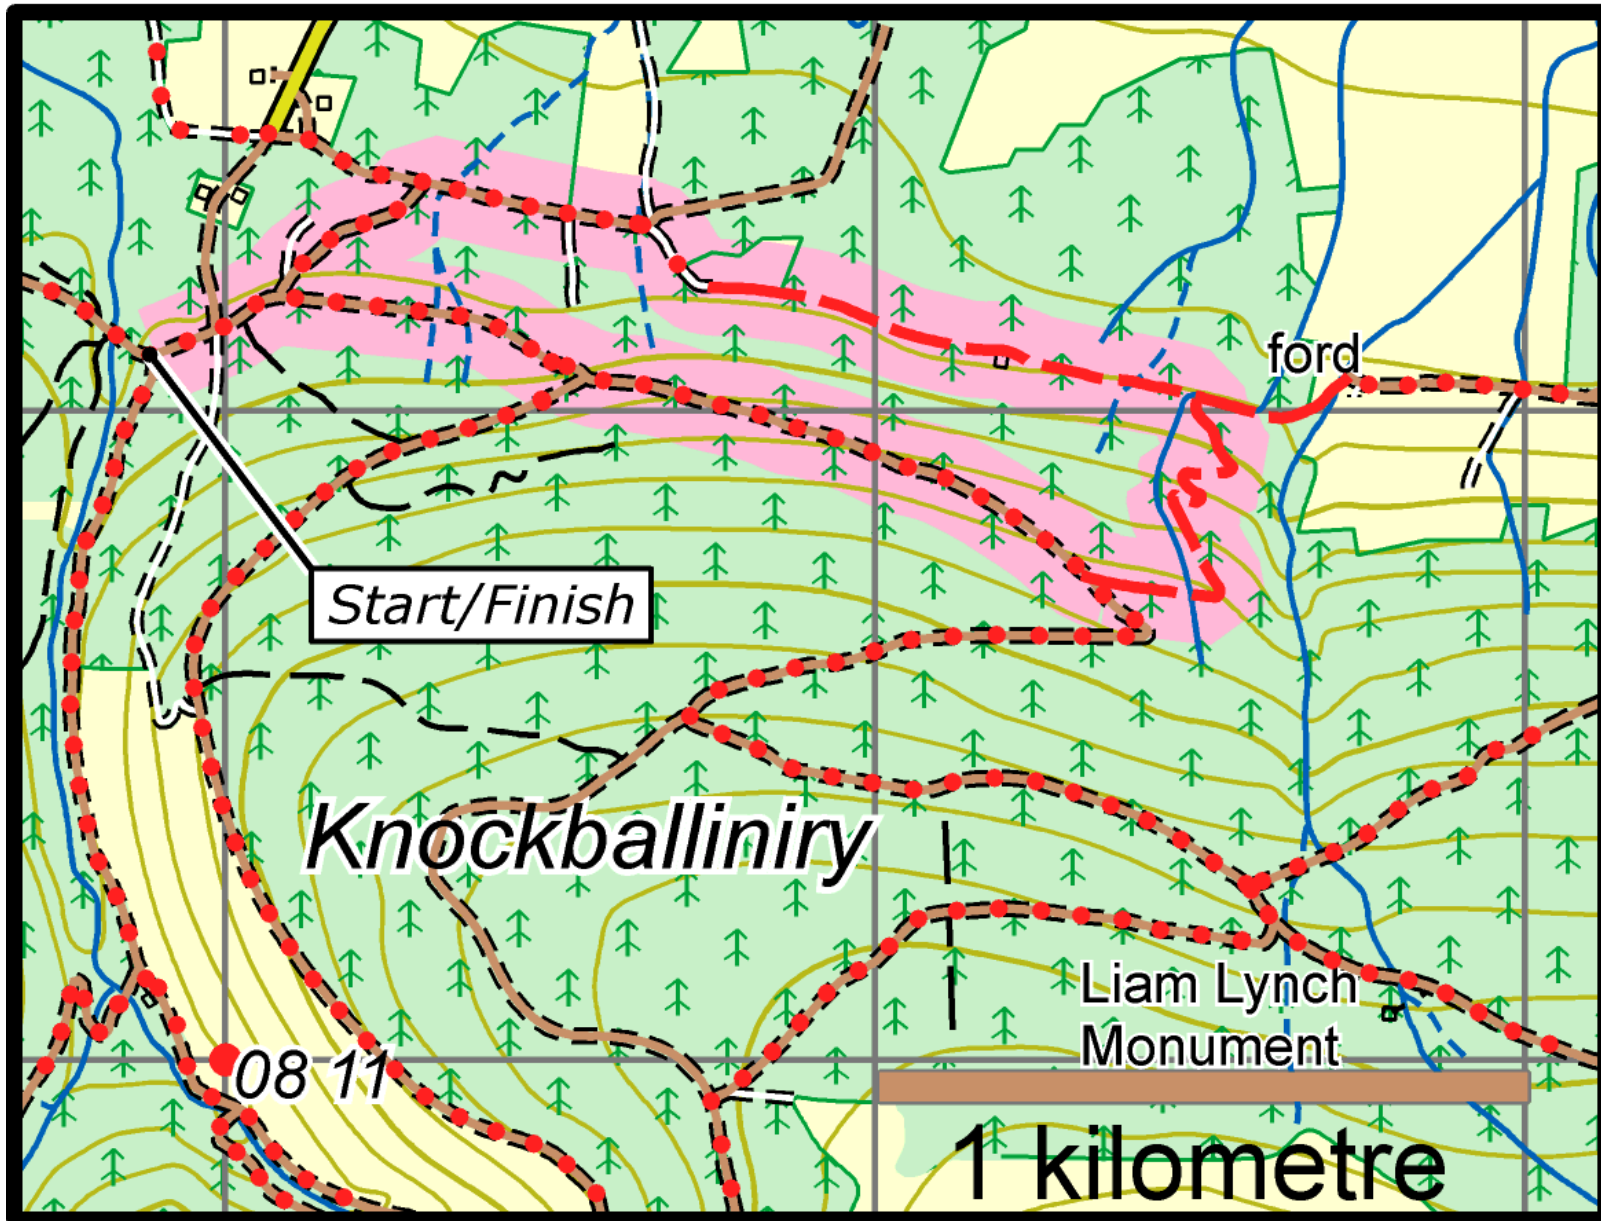 ford
Start/Finish
Knockballiniry
Liam Lynch
Monument
08 11
1 kilometre